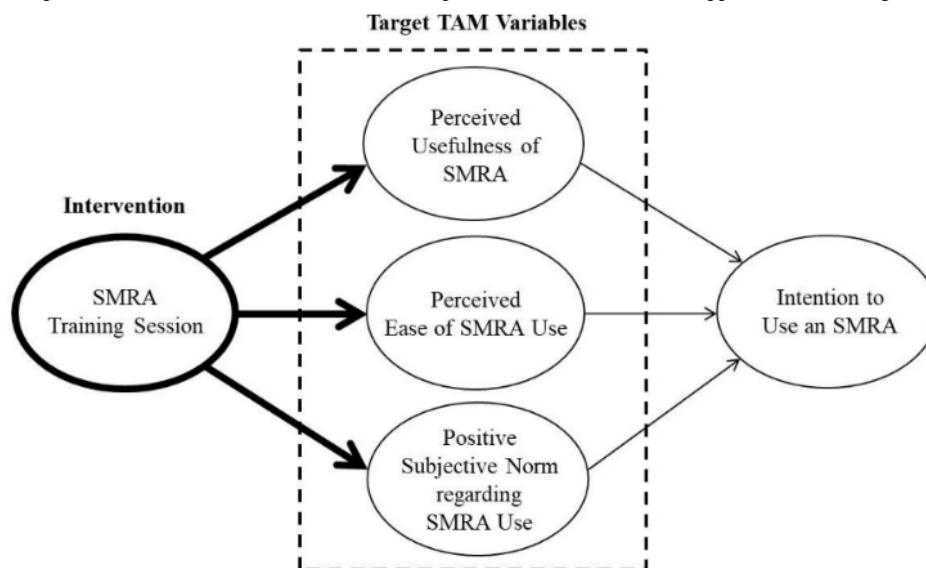 Target TAM Variables
Perceived
Usefulness of
SMRA
Intervention
SMRA
Training Session
Perceived
Ease of SMRA Use
Intention to
Use an SMRA
Positive
Subjective Norm
regarding
SMRA Use